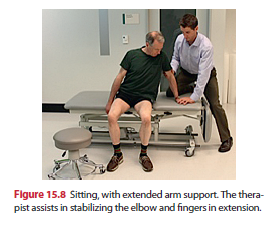 Figure 15.8 Sitting, with extended arm support. The thera-
pist assists in stabilizing the elbow and fingers in extension.